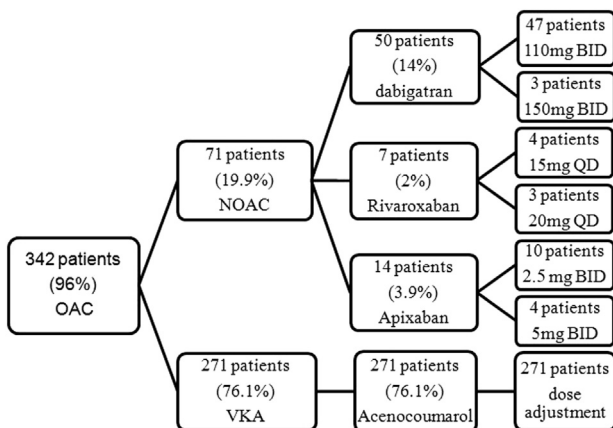 342 patients
(96%)
OAC
71 patients
(19.9%)
NOAC
271 patients
(76.1%)
VKA
50 patients
(14%)
dabigatran
7 patients
(2%)
Rivaroxaban
14 patients
(3.9%)
Apixaban
271 patients
(76.1%)
Acenocoumarol
47 patients
110mg BID
3 patients
150mg BID
4 patients
15mg QD
3 patients
20mg QD
10 patients
2.5 mg BID
4 patients
5mg BID
271 patients
dose
adjustment